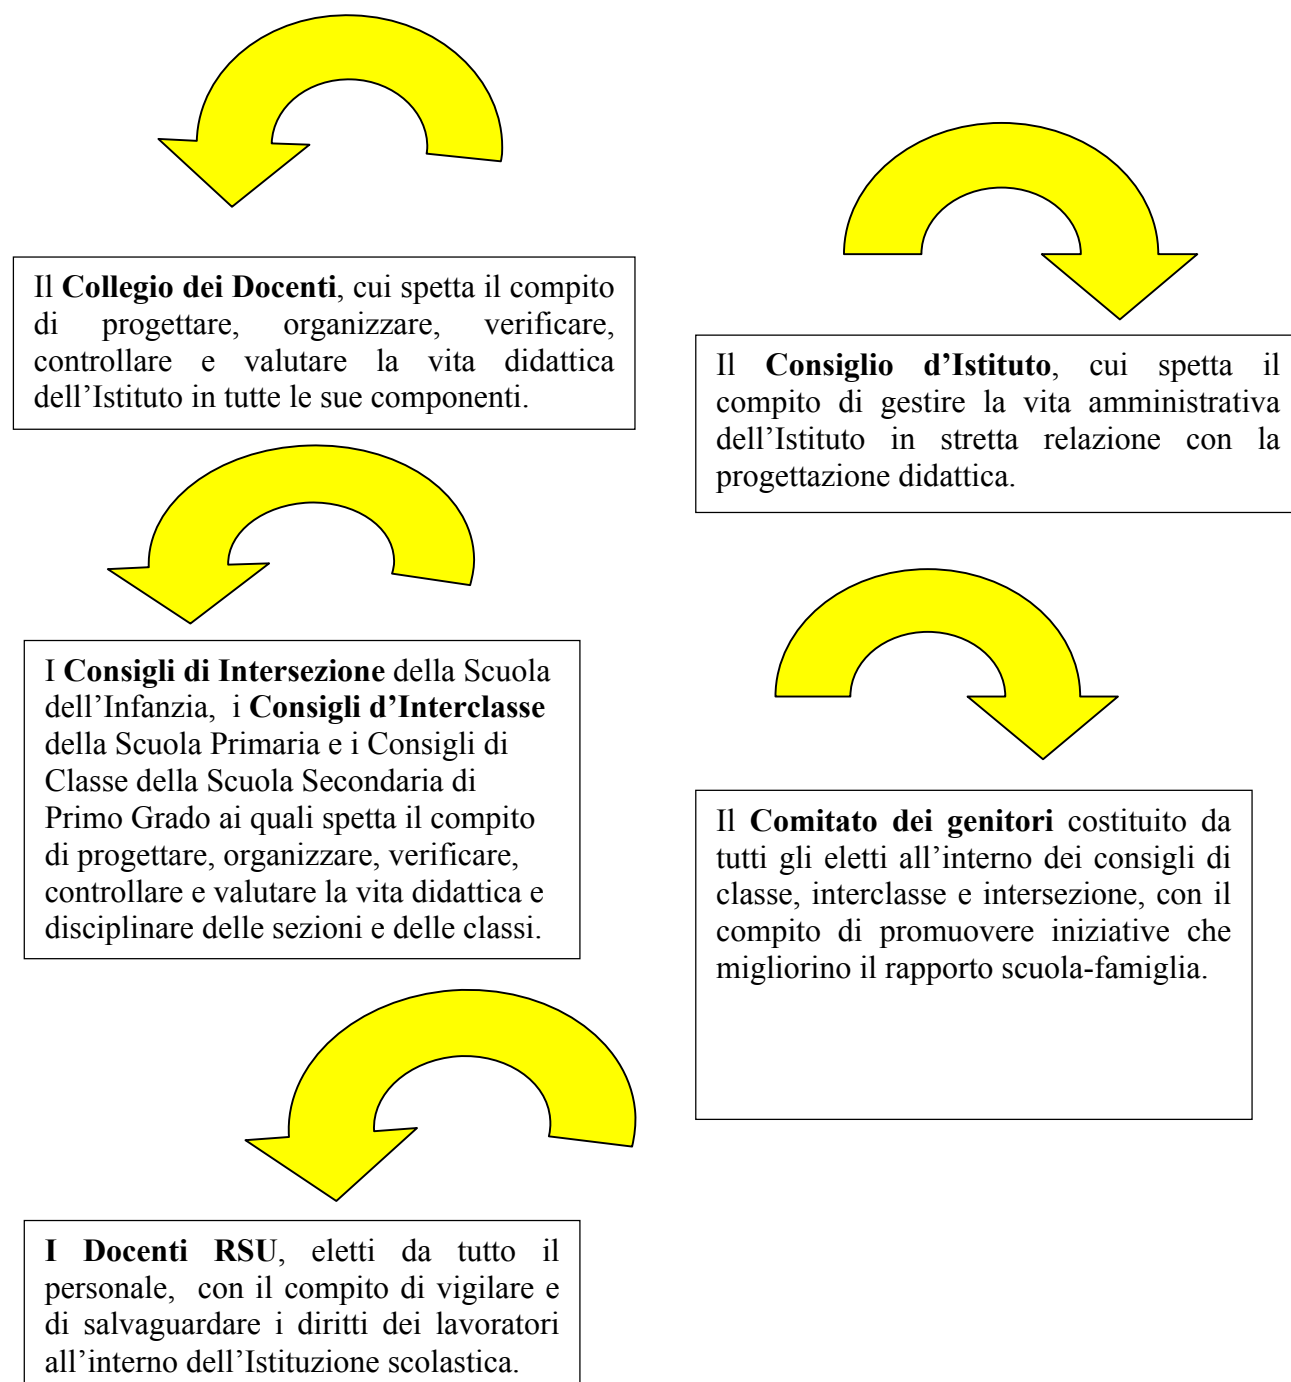 Il Collegio dei Docenti, cui spetta il compito
di progettare, organizzare, verificare,
controllare e valutare la vita didattica
dell’Istituto in tutte le sue componenti.
Il Consiglio d’Istituto, cui spetta il
compito di gestire la vita amministrativa
dell’Istituto in stretta relazione con la
progettazione didattica.
I Consigli di Intersezione della Scuola
dell’Infanzia, i Consigli d’Interclasse
della Scuola Primaria e i Consigli di
Classe della Scuola Secondaria di
Primo Grado ai quali spetta il compito
di progettare, organizzare, verificare,
controllare e valutare la vita didattica e
disciplinare delle sezioni e delle classi.
Il Comitato dei genitori costituito da
tutti gli eletti all’interno dei consigli di
classe, interclasse e intersezione, con il
compito di promuovere iniziative che
migliorino il rapporto scuola-famiglia.
I Docenti RSU, eletti da tutto il
personale, con il compito di vigilare e
di salvaguardare i diritti dei lavoratori
all’interno dell’Istituzione scolastica.